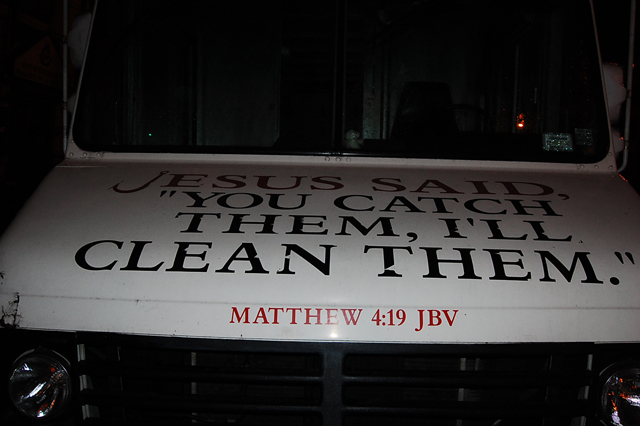 JESUS SAID,
"YOU CATCH
THEM, I'LL
CLEAN THEM."
MATTHEW 4:19 JBV